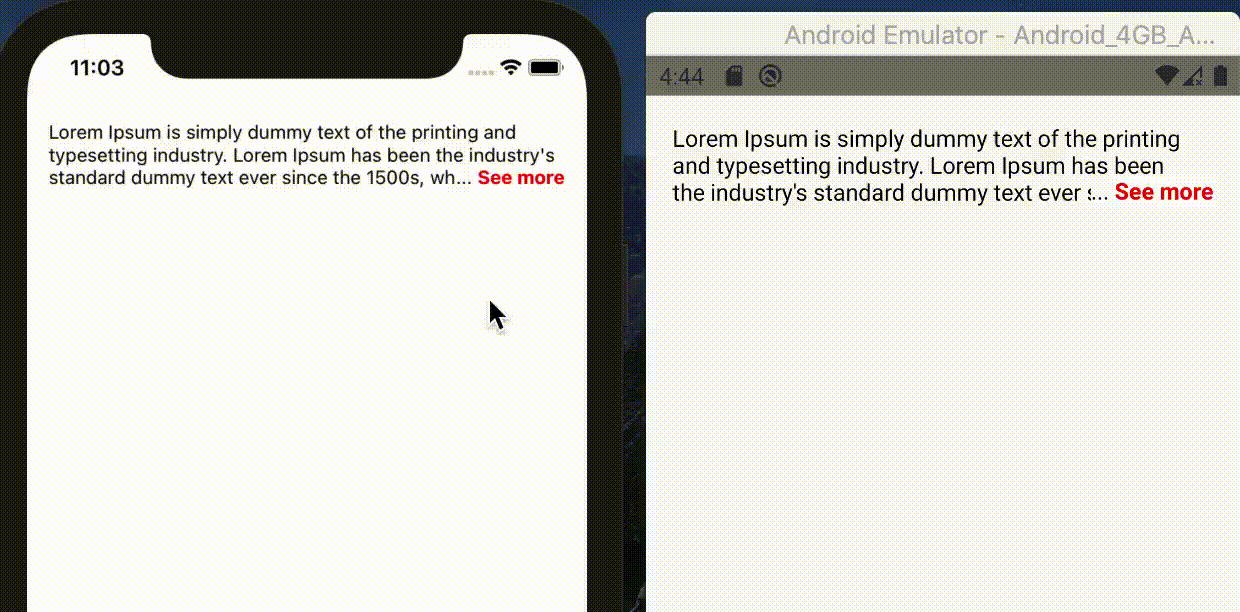 11:03
Lorem Ipsum is simply dummy text of the printing and
typesetting industry. Lorem Ipsum has been the industry's
standard dummy text ever since the 1500s, wh... See more
Android Emulator - Android_4GB_A...
4:44
Lorem Ipsum is simply dummy text of the printing
and typesetting industry. Lorem Ipsum has been
the industry's standard dummy text ever s... See more